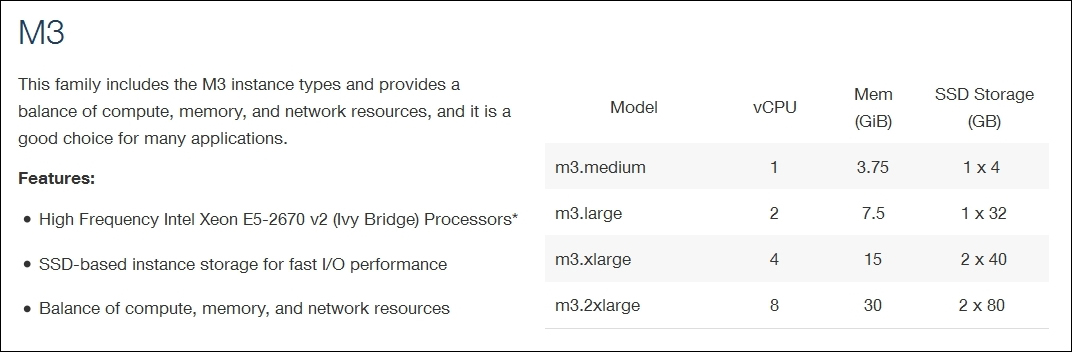 M3
This family includes the M3 instance types and provides a
balance of compute, memory, and network resources, and it is a
good choice for many applications.
Features:
• High Frequency Intel Xeon E5-2670 v2 (Ivy Bridge) Processors*
• SSD-based instance storage for fast I/O performance
• Balance of compute, memory, and network resources
Model vCPU Mem (GiB) SSD Storage (GB)
m3.medium 1 3.75 1 x 4
m3.large 2 7.5 1 x 32
m3.xlarge 4 15 2 x 40
m3.2xlarge 8 30 2 x 80